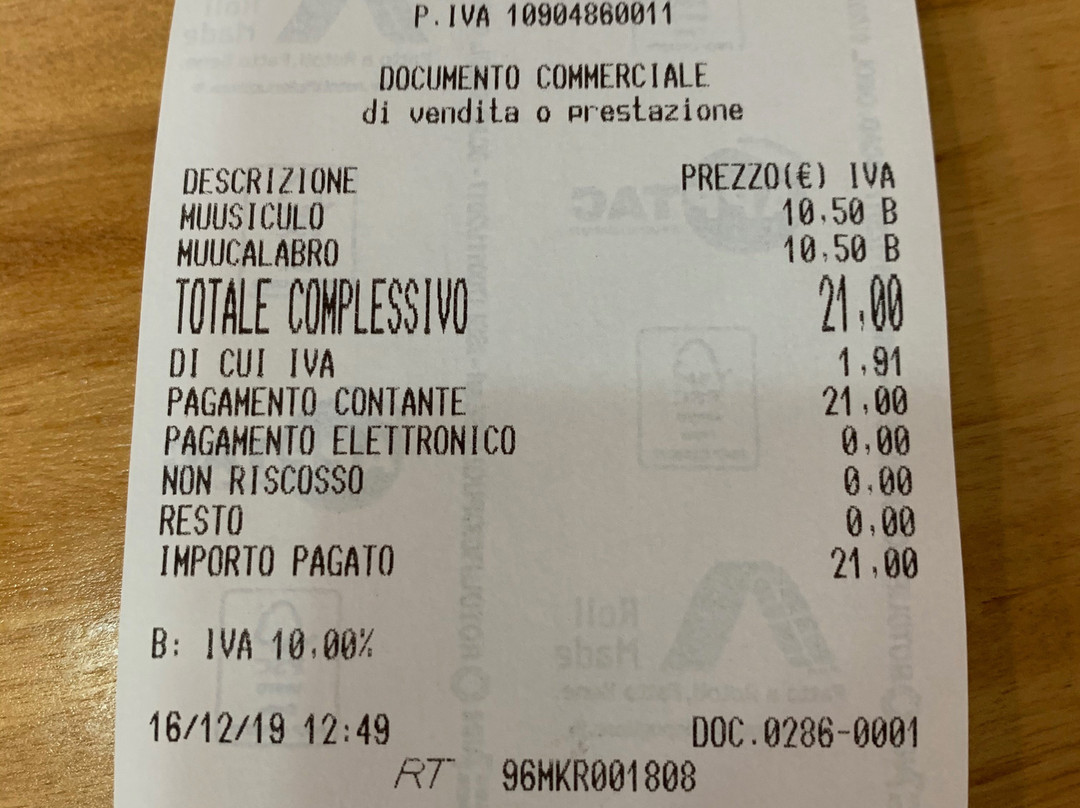 P.IVA 10904860011
DOCUMENTO COMMERCIALE
di vendita o prestazione
DESCRIZIONE PREZZO(€) IVA
MUUSICULO 10,50 B
MUUCALABRO 10,50 B
TOTALE COMPLESSIVO 21,00
DI CUI IVA 1,91
PAGAMENTO CONTANTE 21,00
PAGAMENTO ELETTRONICO 0,00
NON RISCOSSO 0,00
RESTO 0,00
IMPORTO PAGATO 21,00
B: IVA 10,00%
16/12/19 12:49 DOC.0286-0001
RT 96MKR001808
Roll
Made